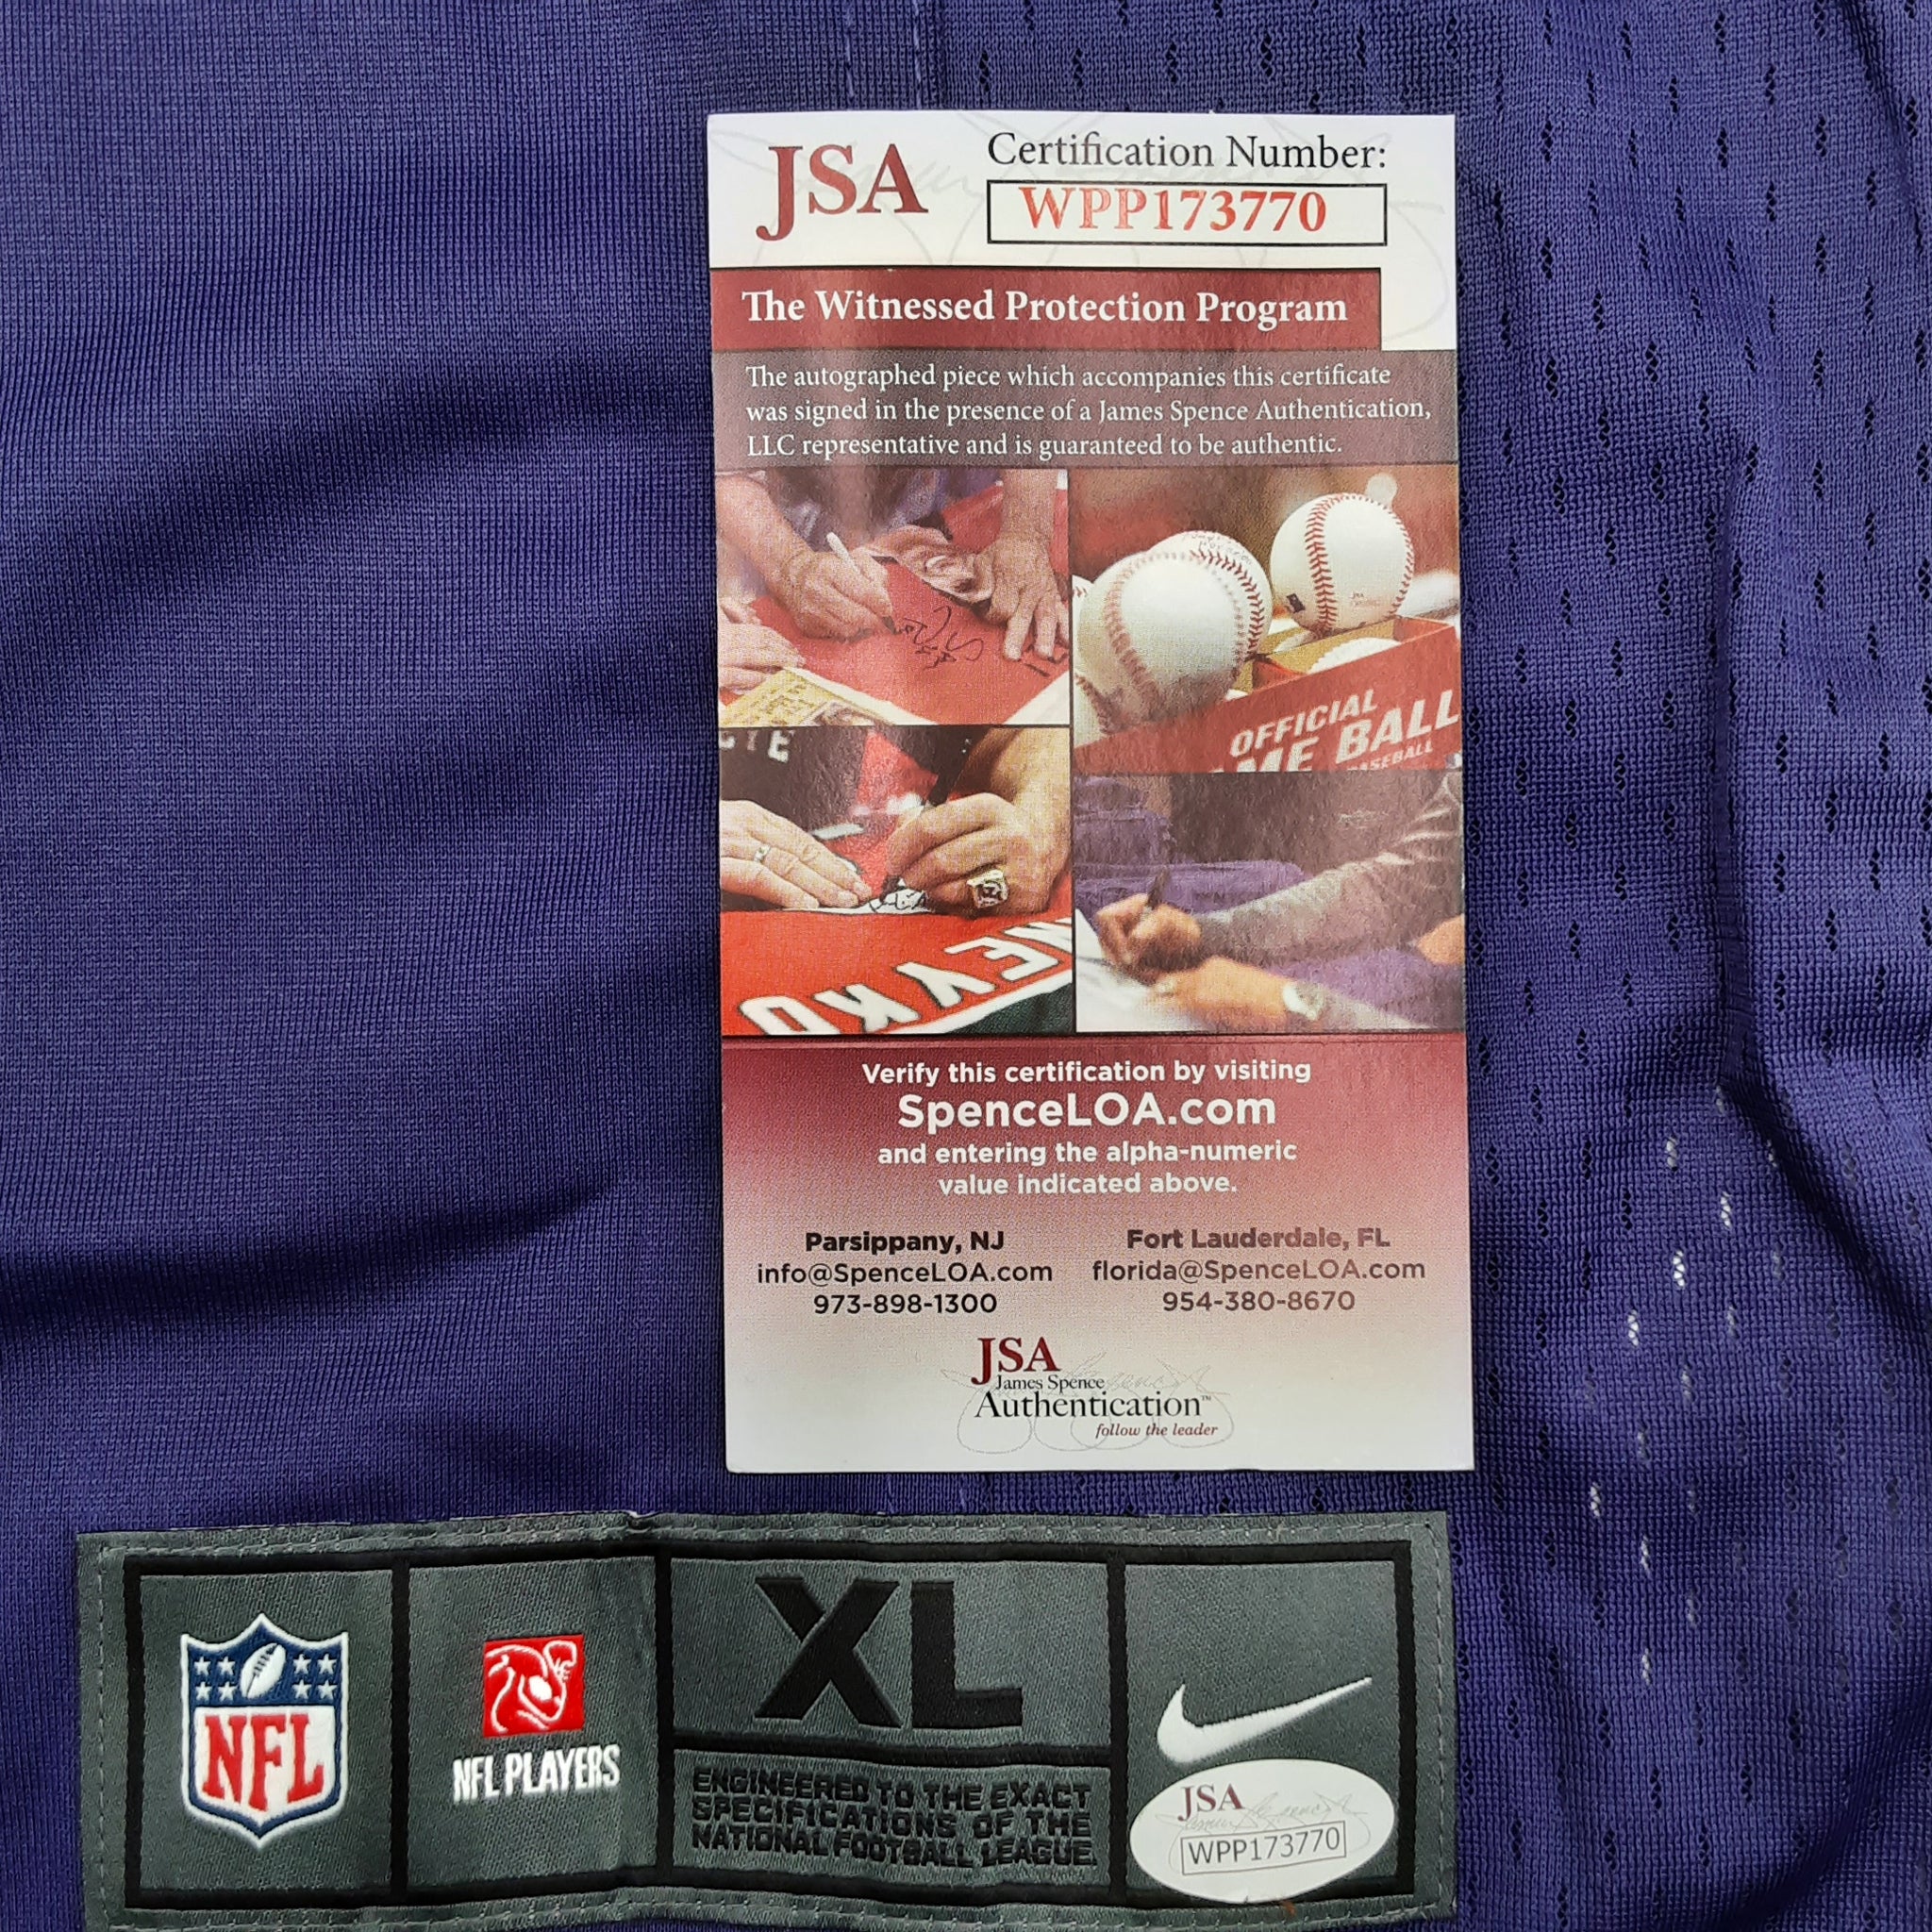 JSA
Certification Number:
WPP173770
The Witnessed Protection Program
The autographed piece which accompanies this certificate
was signed in the presence of a James Spence Authentication,
LLC representative and is guaranteed to be authentic.
OFFICIAL
ME BALL
BASEBALL
Verify this certification by visiting
SpenceLOA.com
and entering the alpha-numeric
value indicated above.
Parsippany, NJ
info@SpenceLOA.com
973-898-1300
Fort Lauderdale, FL
florida@SpenceLOA.com
954-380-8670
JSA
James Spence
Authentication™
follow the leader
NFL
NFL PLAYERS
XL
ENGINEERED TO THE EXACT
SPECIFICATIONS OF THE
NATIONAL FOOTBALL LEAGUE.
JSA
WPP173770